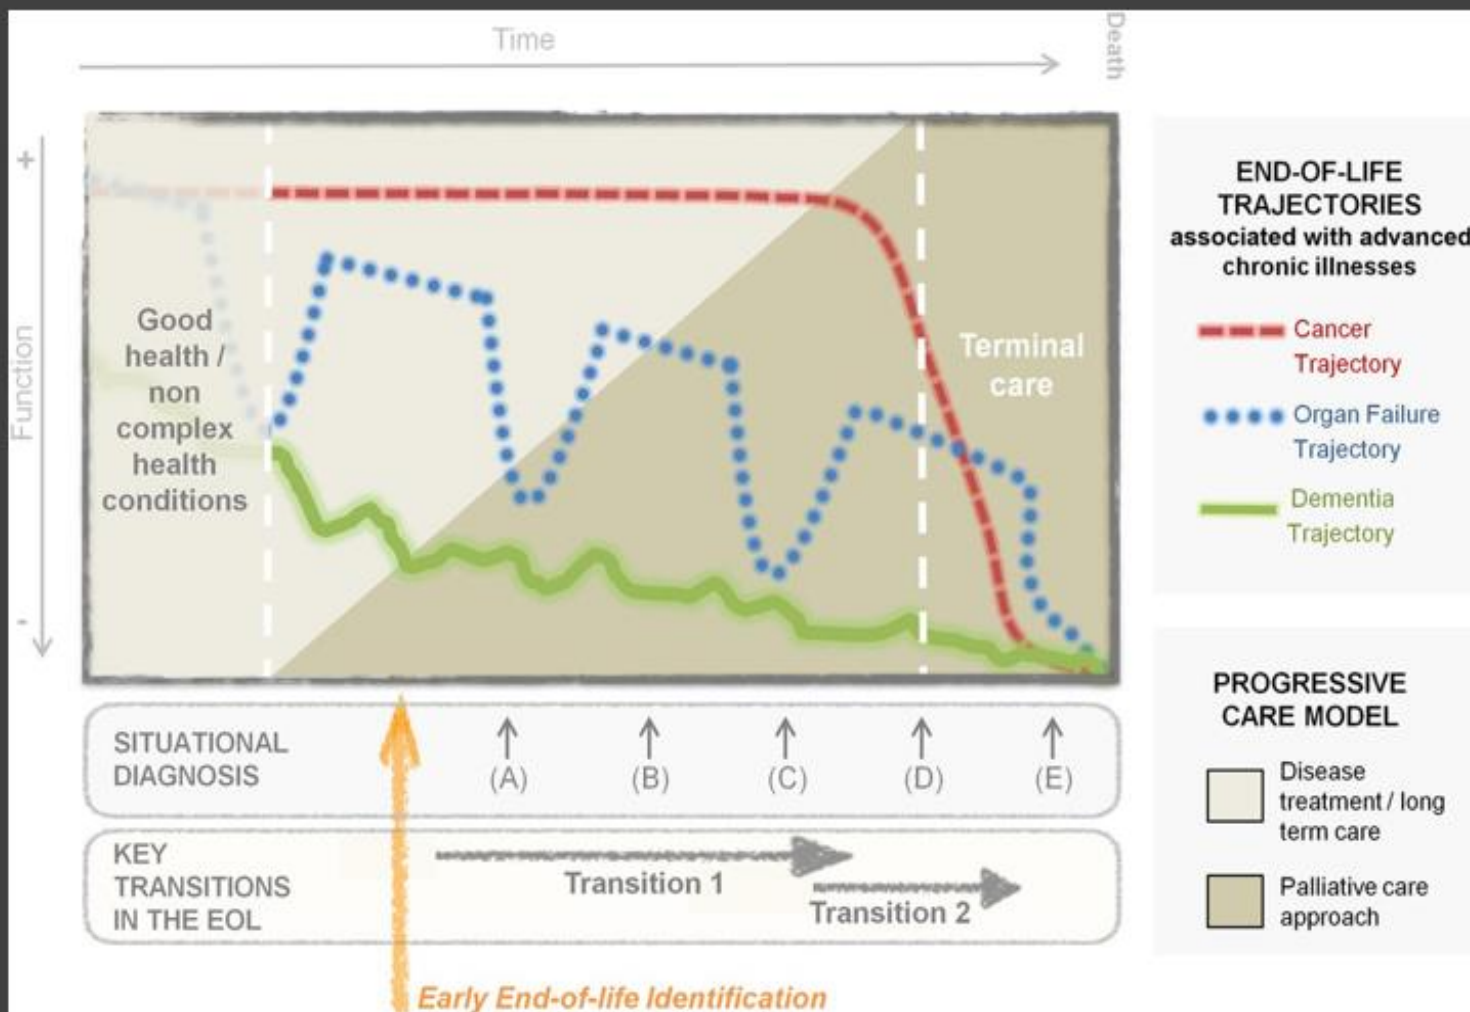 Time
Death
+
Function
-
Good
health /
non
complex
health
conditions
Terminal
care
END-OF-LIFE
TRAJECTORIES
associated with advanced
chronic illnesses
Cancer
Trajectory
Organ Failure
Trajectory
Dementia
Trajectory
SITUATIONAL
DIAGNOSIS
(A)
(B)
(C)
(D)
(E)
KEY
TRANSITIONS
IN THE EOL
Transition 1
Transition 2
PROGRESSIVE
CARE MODEL
Disease
treatment / long
term care
Palliative care
approach
Early End-of-life Identification